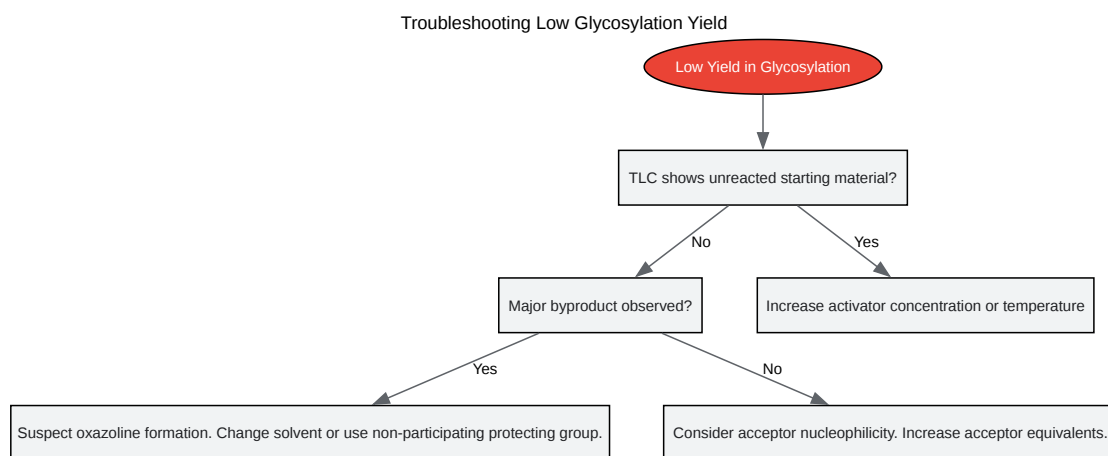 Troubleshooting Low Glycosylation Yield
Low Yield in Glycosylation
TLC shows unreacted starting material?
No
Yes
Major byproduct observed?
Increase activator concentration or temperature
Yes
No
Suspect oxazoline formation. Change solvent or use non-participating protecting group.
Consider acceptor nucleophilicity. Increase acceptor equivalents.